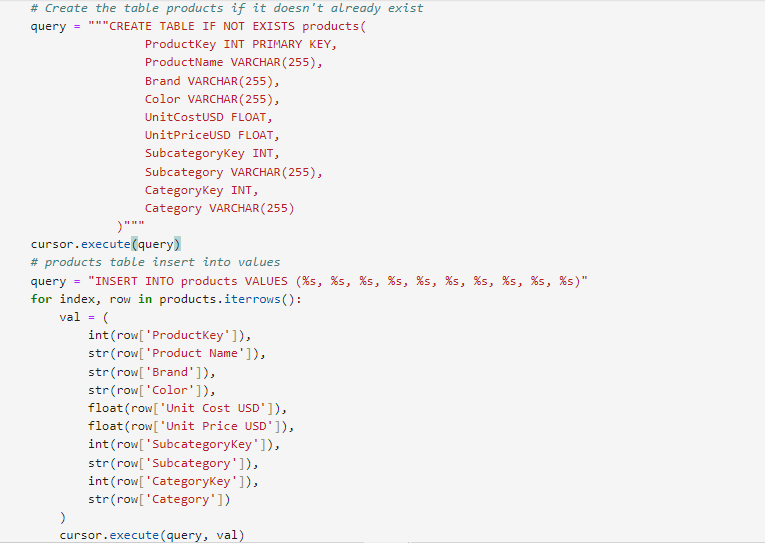 # Create the table products if it doesn't already exist
query = """CREATE TABLE IF NOT EXISTS products(
                ProductKey INT PRIMARY KEY,
                ProductName VARCHAR(255),
                Brand VARCHAR(255),
                Color VARCHAR(255),
                UnitCostUSD FLOAT,
                UnitPriceUSD FLOAT,
                SubcategoryKey INT,
                Subcategory VARCHAR(255),
                CategoryKey INT,
                Category VARCHAR(255)
            )"""
cursor.execute(query)
# products table insert into values
query = "INSERT INTO products VALUES (%s, %s, %s, %s, %s, %s, %s, %s, %s, %s)"
for index, row in products.iterrows():
    val = (
        int(row['ProductKey']),
        str(row['Product Name']),
        str(row['Brand']),
        str(row['Color']),
        float(row['Unit Cost USD']),
        float(row['Unit Price USD']),
        int(row['SubcategoryKey']),
        str(row['Subcategory']),
        int(row['CategoryKey']),
        str(row['Category'])
    )
    cursor.execute(query, val)